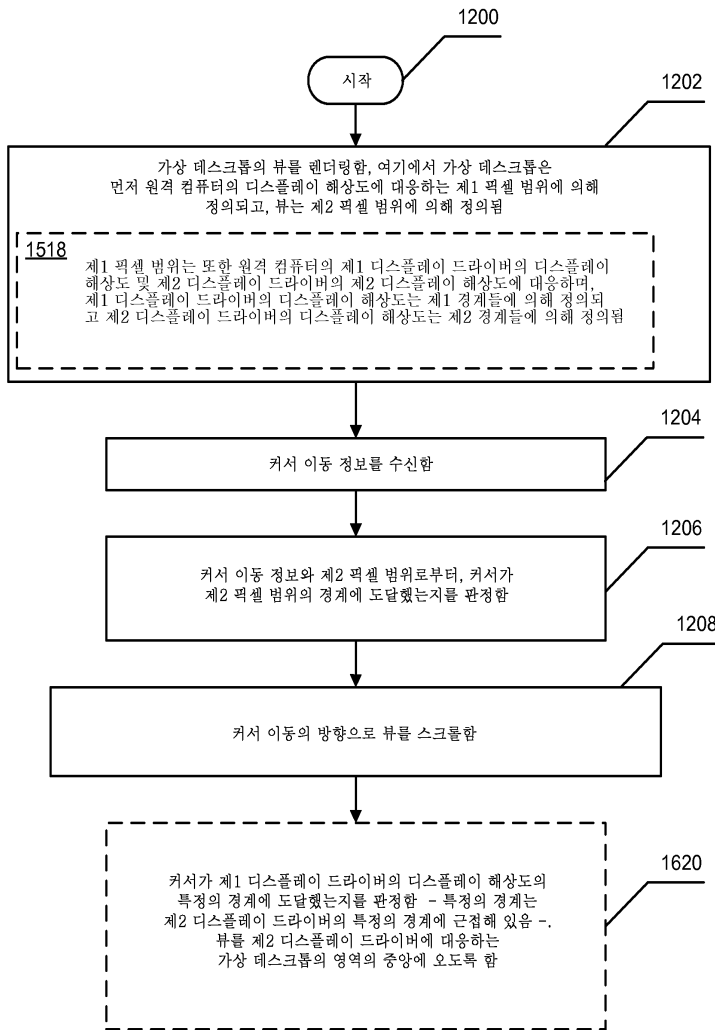 1200
시작
1202
가상 데스크톱의 뷰를 렌더링함, 여기에서 가상 데스크톱은
먼저 원격 컴퓨터의 디스플레이 해상도에 대응하는 제1 픽셀 범위에 의해
정의되고, 뷰는 제2 픽셀 범위에 의해 정의됨
1518
제1 픽셀 범위는 또한 원격 컴퓨터의 제1 디스플레이 드라이버의 디스플레이
해상도 및 제2 디스플레이 드라이버의 제2 디스플레이 해상도에 대응하며,
제1 디스플레이 드라이버의 디스플레이 해상도는 제1 경계들에 의해 정의되
고 제2 디스플레이 드라이버의 디스플레이 해상도는 제2 경계들에 의해 정의됨
1204
커서 이동 정보를 수신함
1206
커서 이동 정보와 제2 픽셀 범위로부터, 커서가
제2 픽셀 범위의 경계에 도달했는지를 판정함
1208
커서 이동의 방향으로 뷰를 스크롤함
1620
커서가 제1 디스플레이 드라이버의 디스플레이 해상도의
특정의 경계에 도달했는지를 판정함 - 특정의 경계는
제2 디스플레이 드라이버의 특정의 경계에 근접해 있음 -.
뷰를 제2 디스플레이 드라이버에 대응하는
가상 데스크톱의 영역의 중앙에 오도록 함